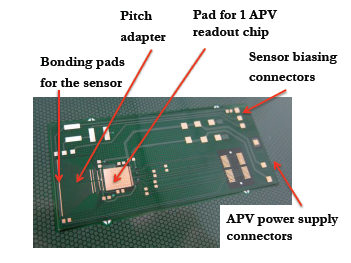 Pitch
adapter
Pad for 1 APV
readout chip
Bonding pads
for the sensor
Sensor biasing
connectors
APV power supply
connectors